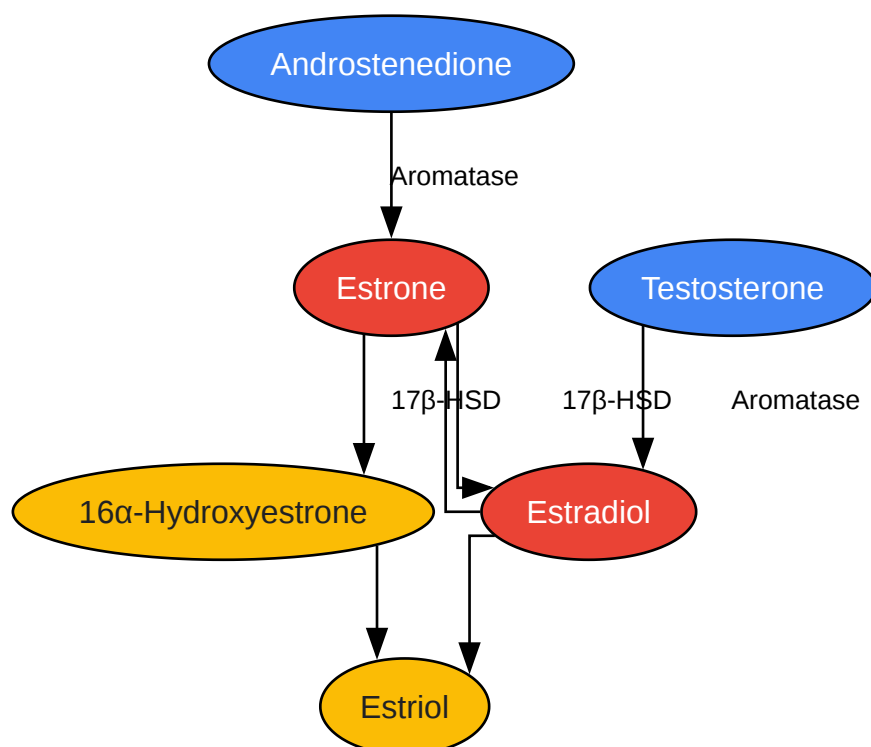 Androstenedione
Aromatase
Estrone
Testosterone
17β-HSD
17β-HSD
Aromatase
16α-Hydroxyestrone
Estradiol
Estriol